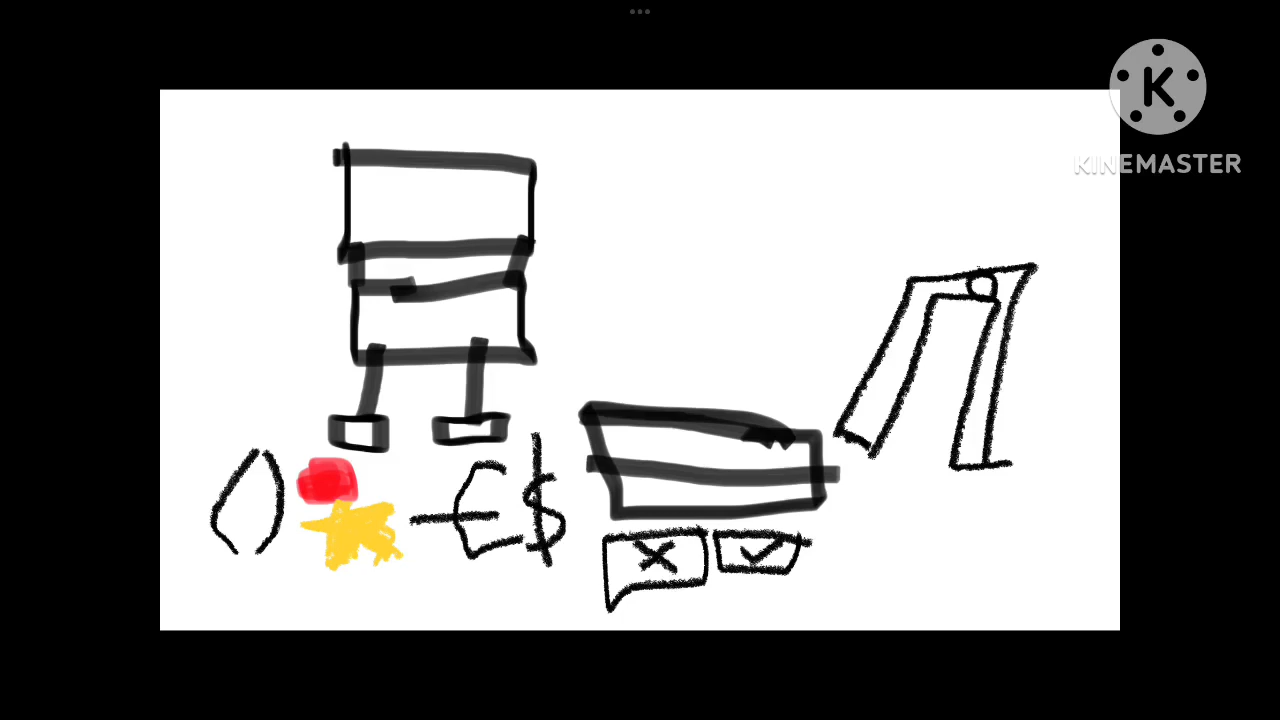 K
KINEMASTER
() - € $
X ✓